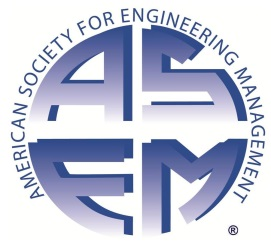 AMERICAN SOCIETY FOR ENGINEERING MANAGEMENT
AS
EM
®